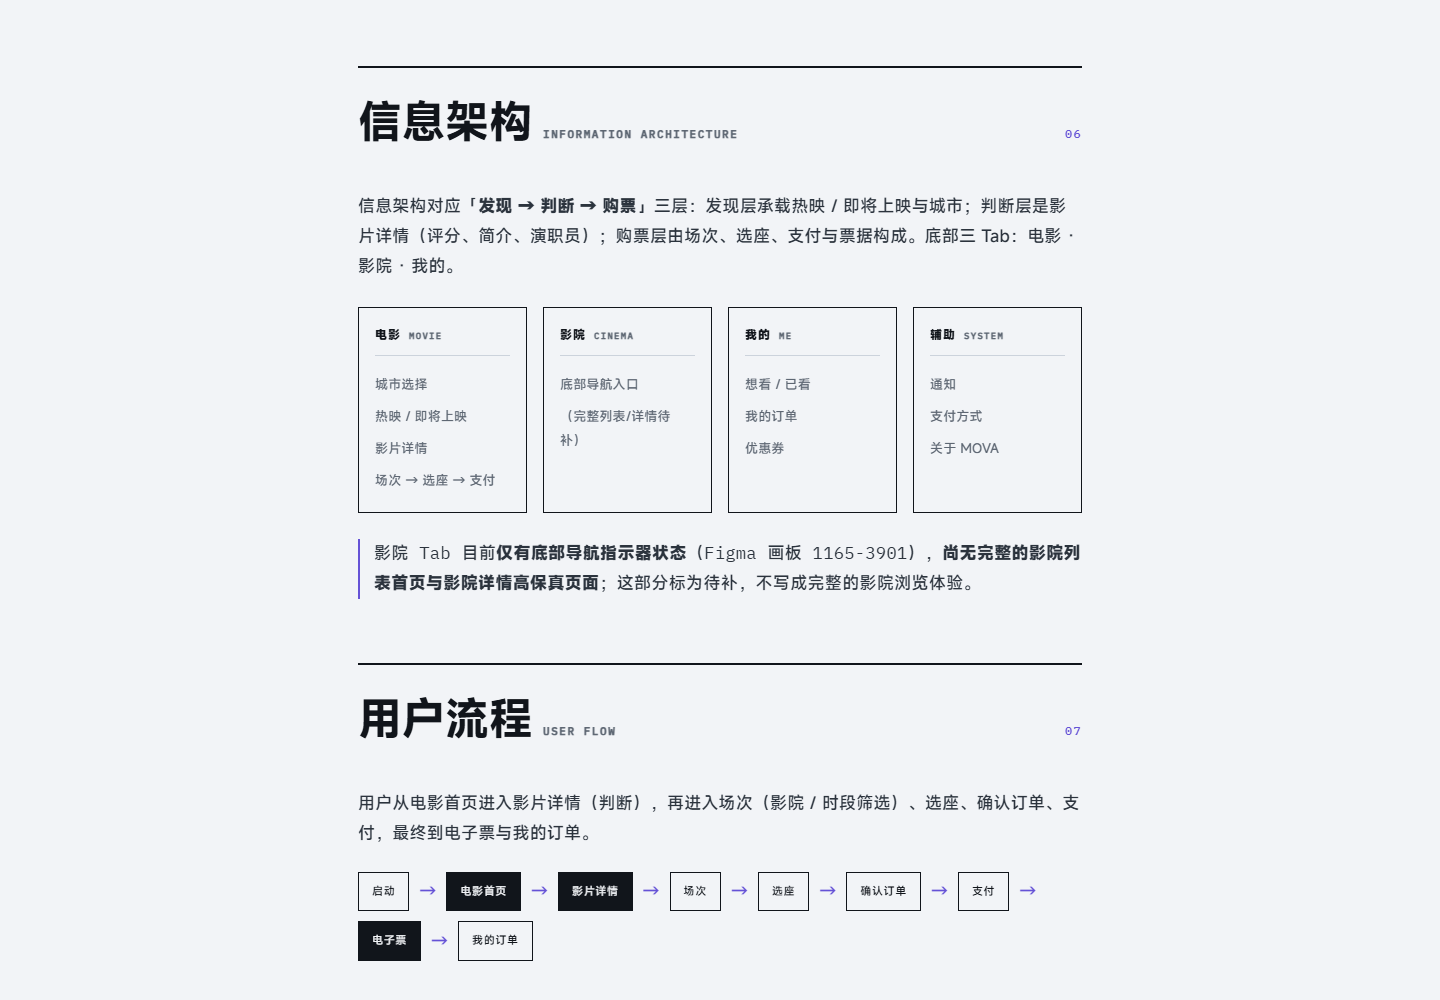 信息架构 INFORMATION ARCHITECTURE 06
信息架构对应「发现 → 判断 → 购票」三层：发现层承载热映 / 即将上映与城市；判断层是影
片详情（评分、简介、演职员）；购票层由场次、选座、支付与票据构成。底部三 Tab：电影 ·
影院 · 我的。
电影 MOVIE
城市选择
热映 / 即将上映
影片详情
场次 → 选座 → 支付
影院 CINEMA
底部导航入口
（完整列表/详情待
补）
我的 ME
想看 / 已看
我的订单
优惠券
辅助 SYSTEM
通知
支付方式
关于 MOVA
影院 Tab 目前仅有底部导航指示器状态（Figma 画板 1165-3901），尚无完整的影院列
表首页与影院详情高保真页面；这部分标为待补，不写成完整的影院浏览体验。
用户流程 USER FLOW 07
用户从电影首页进入影片详情（判断），再进入场次（影院 / 时段筛选）、选座、确认订单、支
付，最终到电子票与我的订单。
启动 → 电影首页 → 影片详情 → 场次 → 选座 → 确认订单 → 支付 →
电子票 → 我的订单